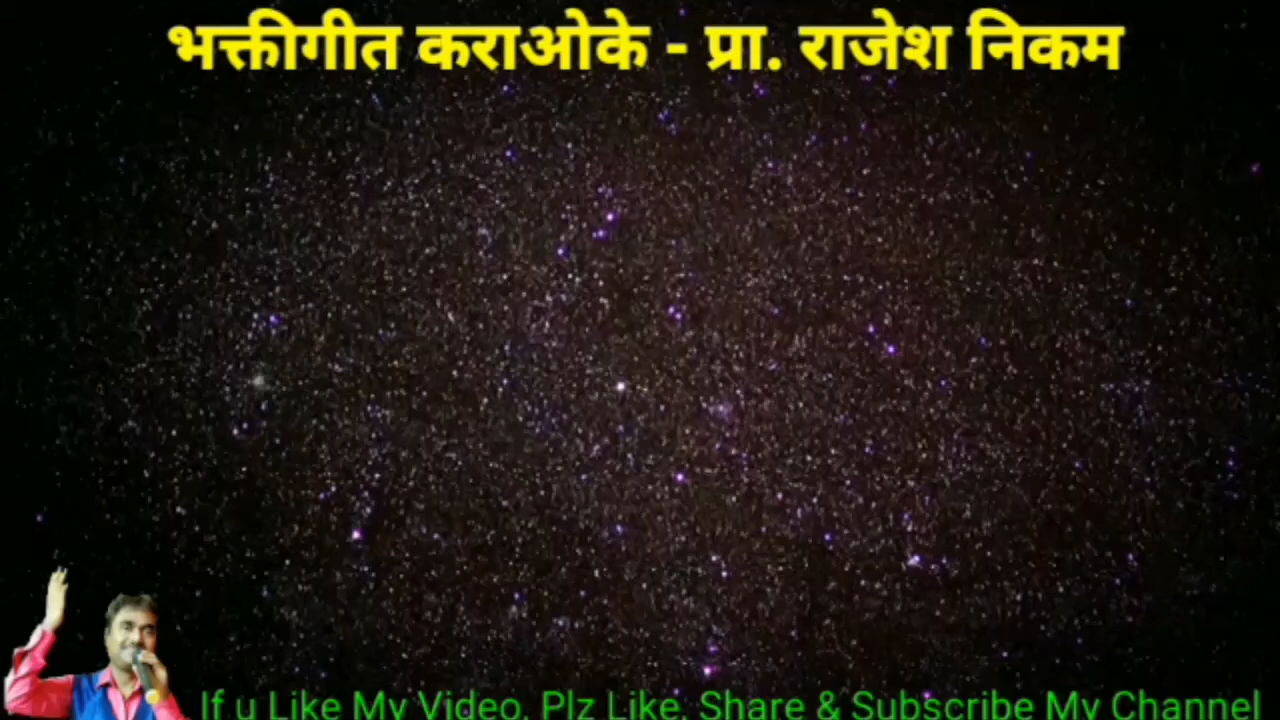 भक्तीगीत कराओके - प्रा. राजेश निकम
If u Like My Video, Plz Like, Share & Subscribe My Channel